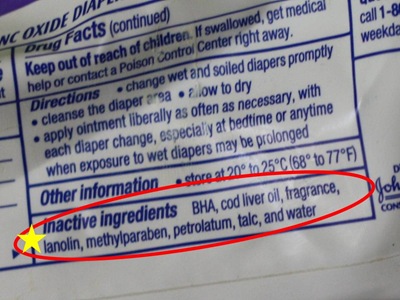 NC OXIDE DIAPER
Drug Facts (continued)
Keep out of reach of children. If swallowed, get medical
help or contact a Poison Control Center right away.
Directions • change wet and soiled diapers promptly
• cleanse the diaper area • allow to dry
• apply ointment liberally as often as necessary, with
each diaper change, especially at bedtime or anytime
when exposure to wet diapers may be prolonged
Other information • store at 20° to 25°C (68° to 77°F)
Inactive ingredients BHA, cod liver oil, fragrance,
lanolin, methylparaben, petrolatum, talc, and water
call 1-8
weekda